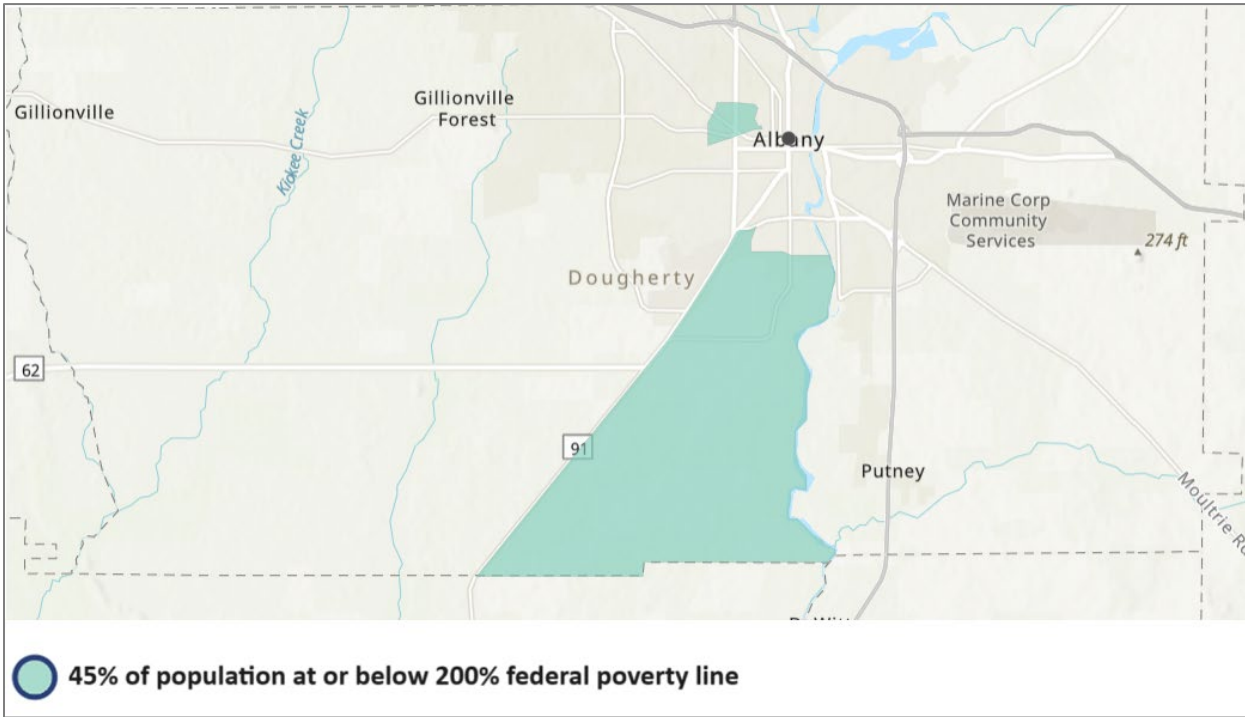 Gillionville
Gillionville
Forest
Kiokee Creek
Albany
Marine Corp
Community
Services
274 ft
Dougherty
62
91
Putney
Moultrie
45% of population at or below 200% federal poverty line